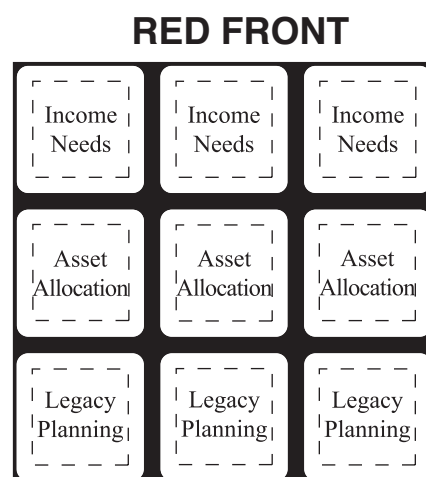 RED FRONT
Income Needs Income Needs Income Needs
Asset Allocation Asset Allocation Asset Allocation
Legacy Planning Legacy Planning Legacy Planning